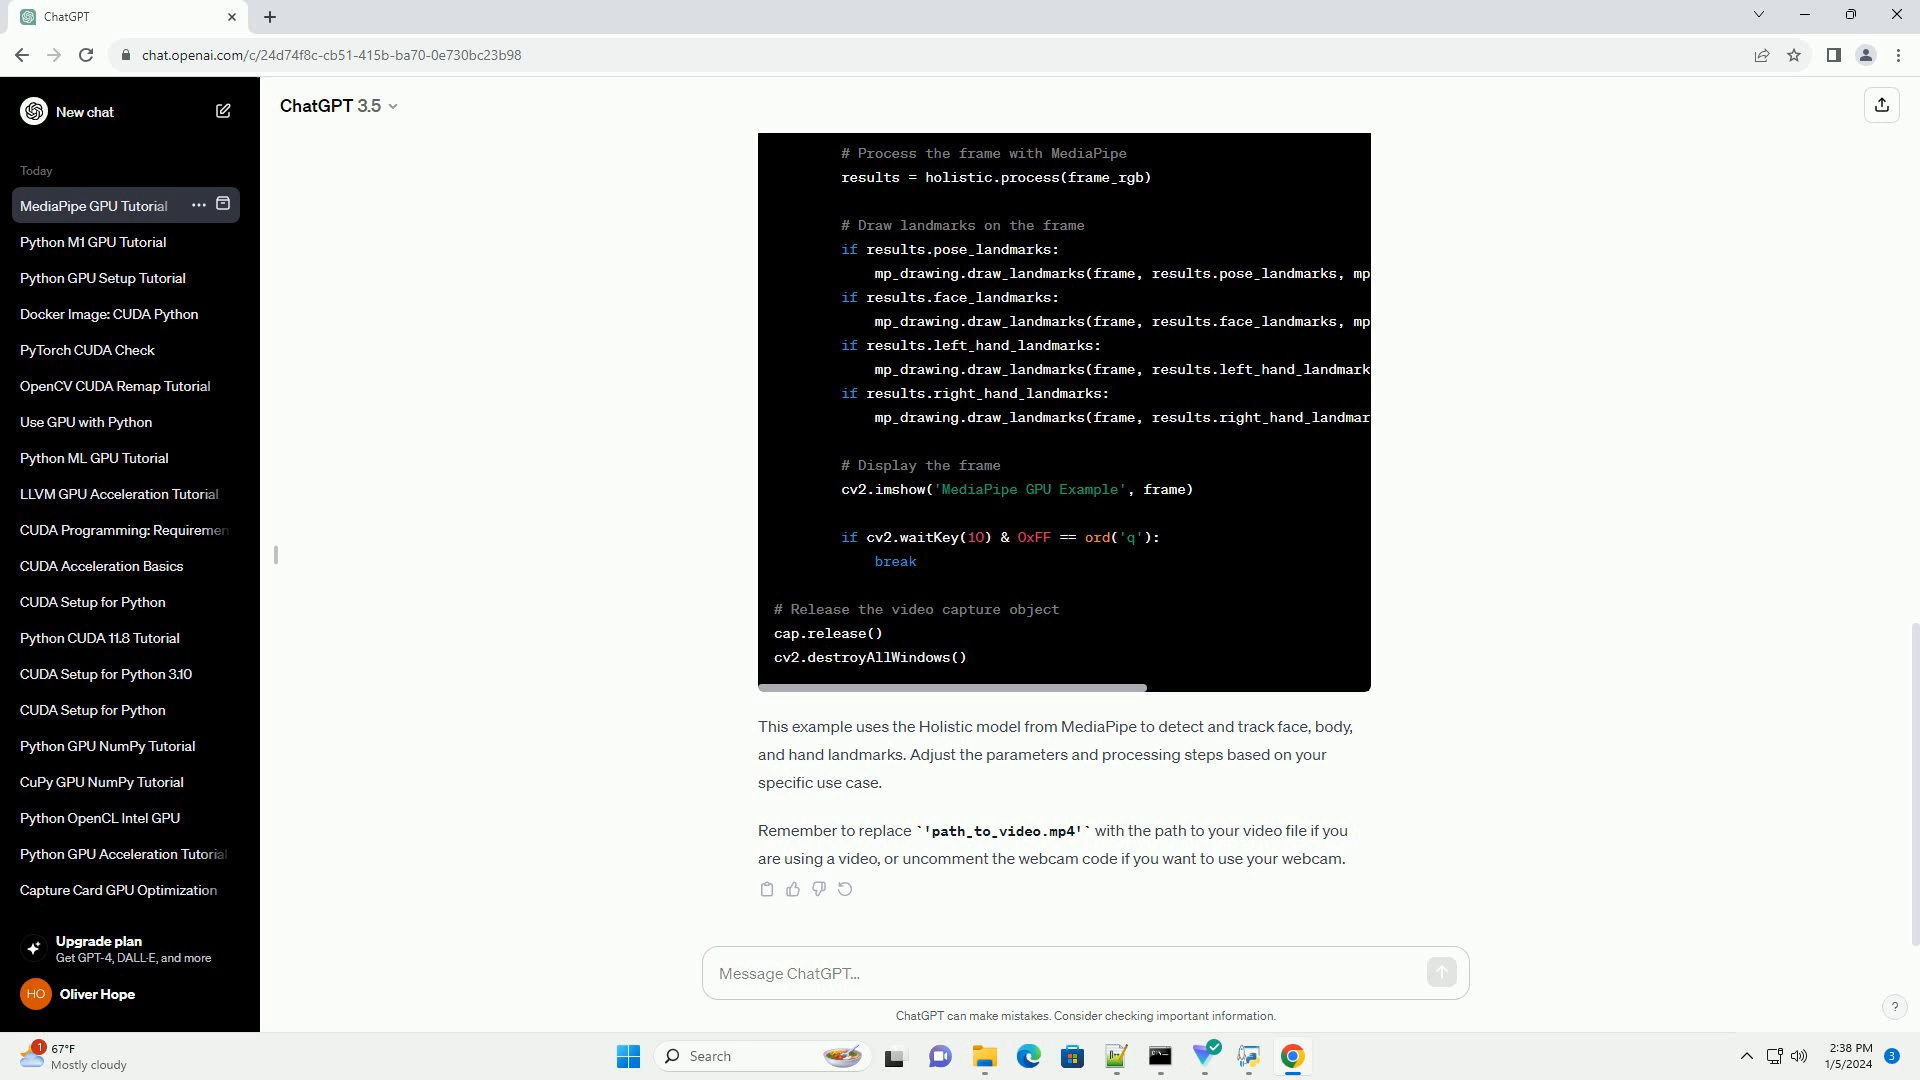 ChatGPT
chat.openai.com/c/24d74f8c-cb51-415b-ba70-0e730bc23b98
New chat
Today
MediaPipe GPU Tutorial
Python M1 GPU Tutorial
Python GPU Setup Tutorial
Docker Image: CUDA Python
PyTorch CUDA Check
OpenCV CUDA Remap Tutorial
Use GPU with Python
Python ML GPU Tutorial
LLVM GPU Acceleration Tutorial
CUDA Programming: Requiremen
CUDA Acceleration Basics
CUDA Setup for Python
Python CUDA 11.8 Tutorial
CUDA Setup for Python 3.10
CUDA Setup for Python
Python GPU NumPy Tutorial
CuPy GPU NumPy Tutorial
Python OpenCL Intel GPU
Python GPU Acceleration Tutorial
Capture Card GPU Optimization
Upgrade plan
Get GPT-4, DALL·E, and more
HO Oliver Hope
ChatGPT 3.5
# Process the frame with MediaPipe
results = holistic.process(frame_rgb)
# Draw landmarks on the frame
if results.pose_landmarks:
mp_drawing.draw_landmarks(frame, results.pose_landmarks, mp
if results.face_landmarks:
mp_drawing.draw_landmarks(frame, results.face_landmarks, mp
if results.left_hand_landmarks:
mp_drawing.draw_landmarks(frame, results.left_hand_landmark
if results.right_hand_landmarks:
mp_drawing.draw_landmarks(frame, results.right_hand_landmar
# Display the frame
cv2.imshow('MediaPipe GPU Example', frame)
if cv2.waitKey(10) & 0xFF == ord('q'):
break
# Release the video capture object
cap.release()
cv2.destroyAllWindows()
This example uses the Holistic model from MediaPipe to detect and track face, body,
and hand landmarks. Adjust the parameters and processing steps based on your
specific use case.
Remember to replace `'path_to_video.mp4'` with the path to your video file if you
are using a video, or uncomment the webcam code if you want to use your webcam.
Message ChatGPT...
ChatGPT can make mistakes. Consider checking important information.
?
1
67°F
Mostly cloudy
Search
2:38 PM
1/5/2024
3